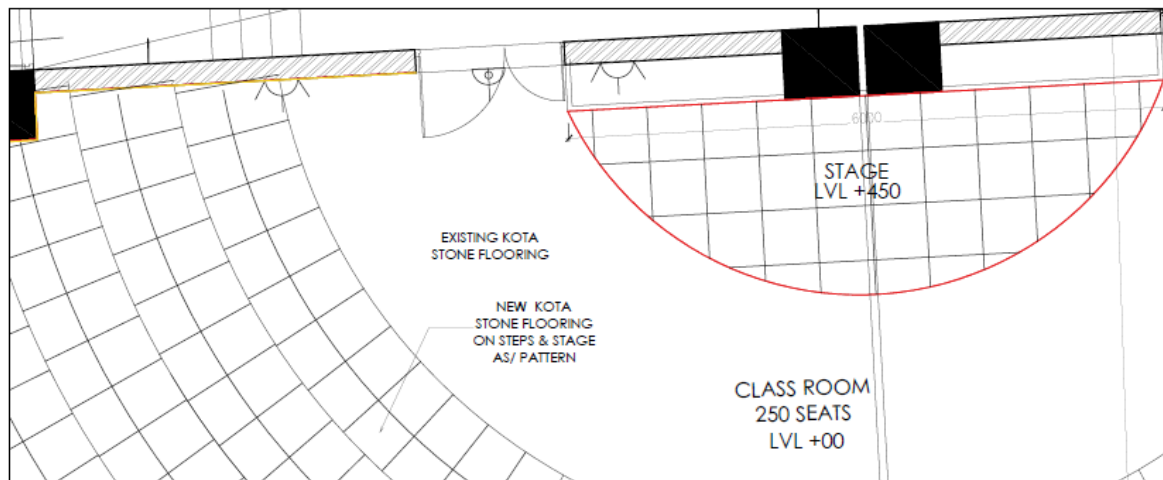 6000
STAGE
LVL +450
EXISTING KOTA
STONE FLOORING
NEW KOTA
STONE FLOORING
ON STEPS & STAGE
AS/ PATTERN
CLASS ROOM
250 SEATS
LVL +00